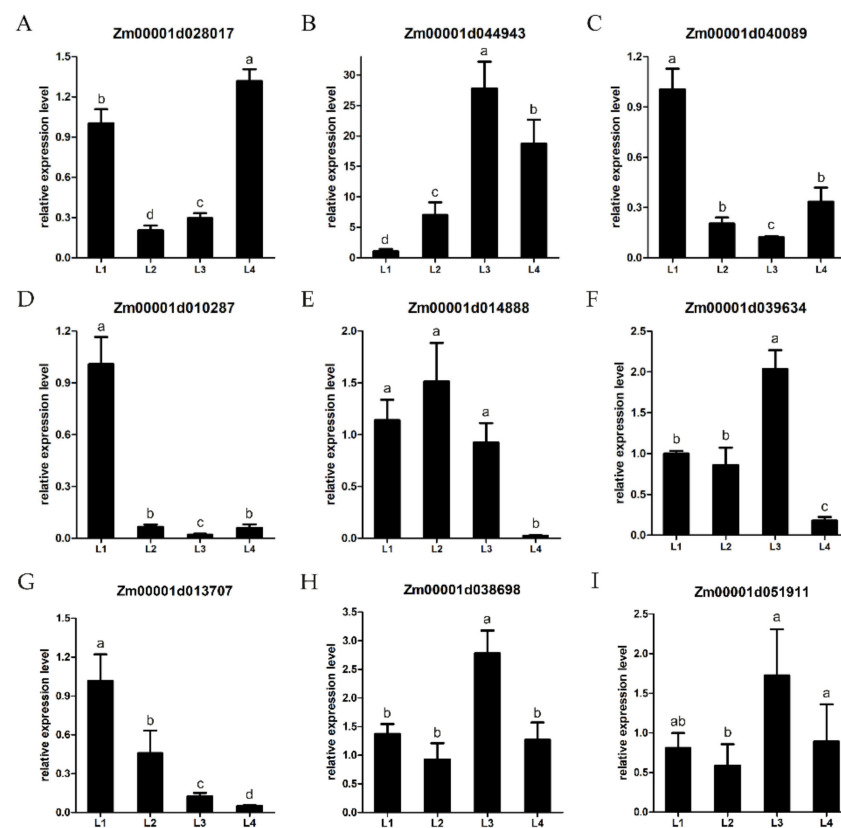 A
Zm00001d028017
relative expression level
1.5
1.2
0.9
0.6
0.3
0.0
b
d
c
a
L1 L2 L3 L4
B
Zm00001d044943
relative expression level
30
25
20
15
10
5
0
d
c
a
b
L1 L2 L3 L4
C
Zm00001d040089
relative expression level
1.2
0.9
0.6
0.3
0.0
a
b
c
b
L1 L2 L3 L4
D
Zm00001d010287
relative expression level
1.2
0.9
0.6
0.3
0.0
a
b
c
b
L1 L2 L3 L4
E
Zm00001d014888
relative expression level
2.0
1.5
1.0
0.5
0.0
a
a
a
b
L1 L2 L3 L4
F
Zm00001d039634
relative expression level
2.5
2.0
1.5
1.0
0.5
0.0
b
b
a
c
L1 L2 L3 L4
G
Zm00001d013707
relative expression level
1.5
1.2
0.9
0.6
0.3
0.0
a
b
c
d
L1 L2 L3 L4
H
Zm00001d038698
relative expression level
3.5
3.0
2.5
2.0
1.5
1.0
0.5
0.0
b
b
a
b
L1 L2 L3 L4
I
Zm00001d051911
relative expression level
2.5
2.0
1.5
1.0
0.5
0.0
ab
b
a
a
L1 L2 L3 L4